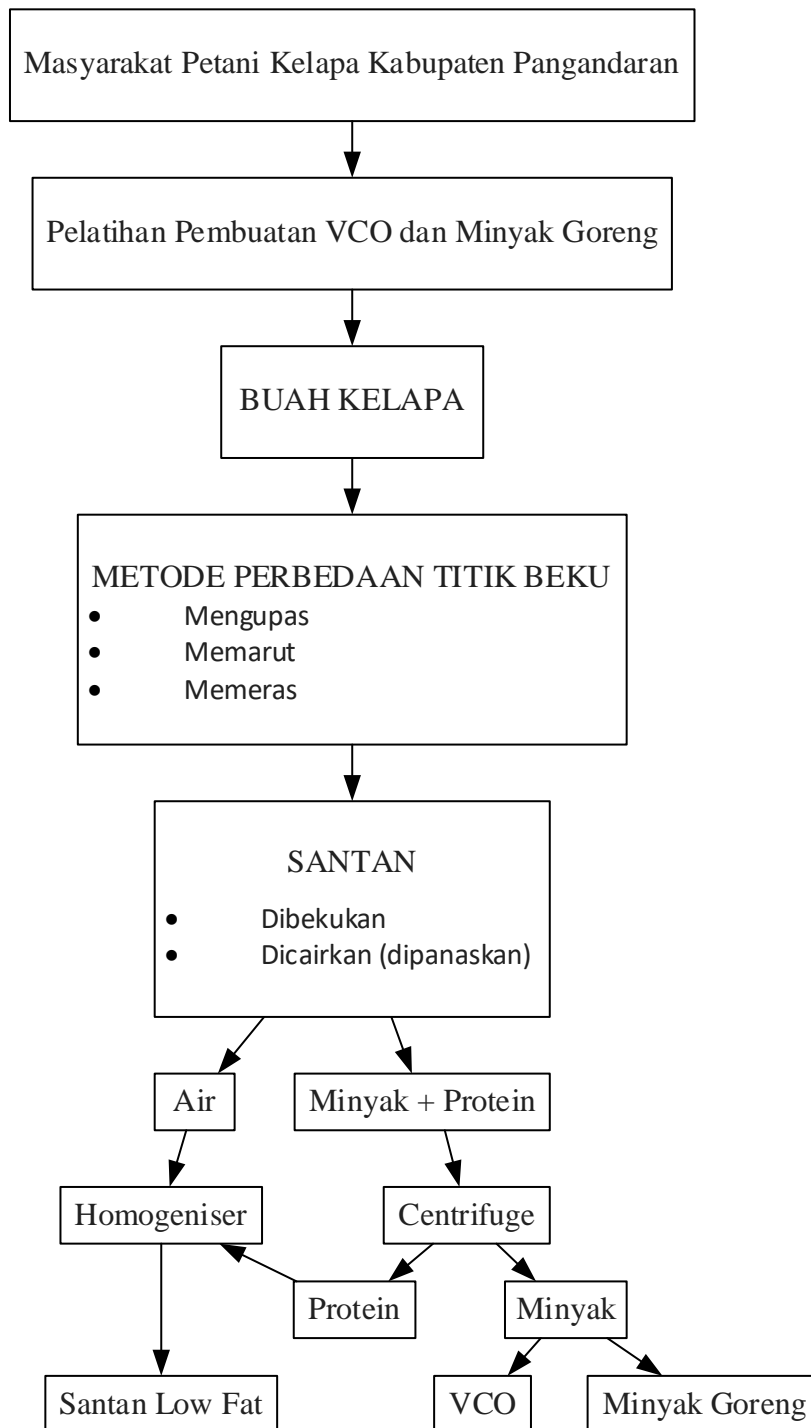 Masyarakat Petani Kelapa Kabupaten Pangandaran
Pelatihan Pembuatan VCO dan Minyak Goreng
BUAH KELAPA
METODE PERBEDAAN TITIK BEKU
• Mengupas
• Memarut
• Memeras
SANTAN
• Dibekukan
• Dicairkan (dipanaskan)
Air
Minyak + Protein
Homogeniser
Centrifuge
Protein
Minyak
Santan Low Fat
VCO
Minyak Goreng